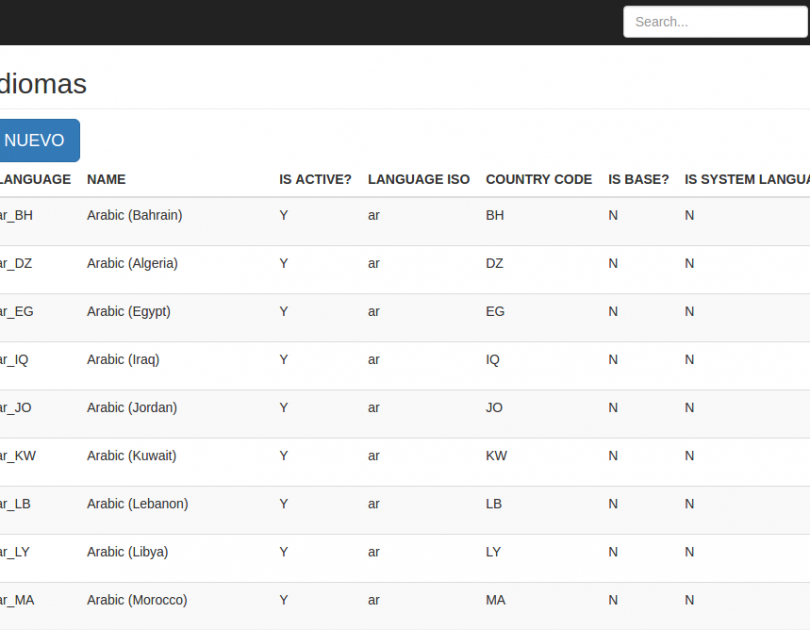 Search...
diomas
NUEVO
LANGUAGE NAME IS ACTIVE? LANGUAGE ISO COUNTRY CODE IS BASE? IS SYSTEM LANGUA
ar_BH Arabic (Bahrain) Y ar BH N N
ar_DZ Arabic (Algeria) Y ar DZ N N
ar_EG Arabic (Egypt) Y ar EG N N
ar_IQ Arabic (Iraq) Y ar IQ N N
ar_JO Arabic (Jordan) Y ar JO N N
ar_KW Arabic (Kuwait) Y ar KW N N
ar_LB Arabic (Lebanon) Y ar LB N N
ar_LY Arabic (Libya) Y ar LY N N
ar_MA Arabic (Morocco) Y ar MA N N